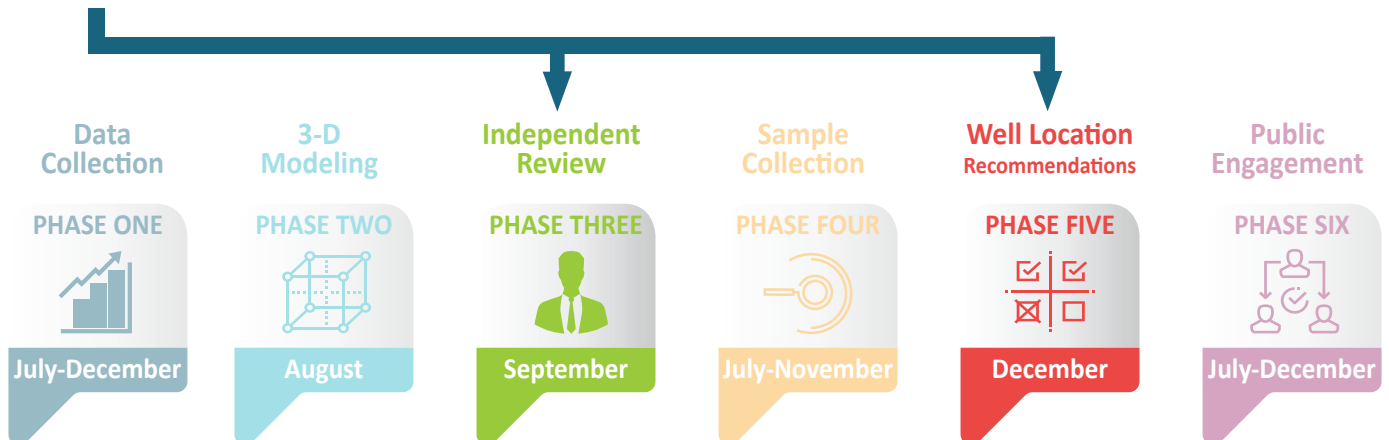 Data
Collection
PHASE ONE
July-December
3-D
Modeling
PHASE TWO
August
Independent
Review
PHASE THREE
September
Sample
Collection
PHASE FOUR
July-November
Well Location
Recommendations
PHASE FIVE
December
Public
Engagement
PHASE SIX
July-December